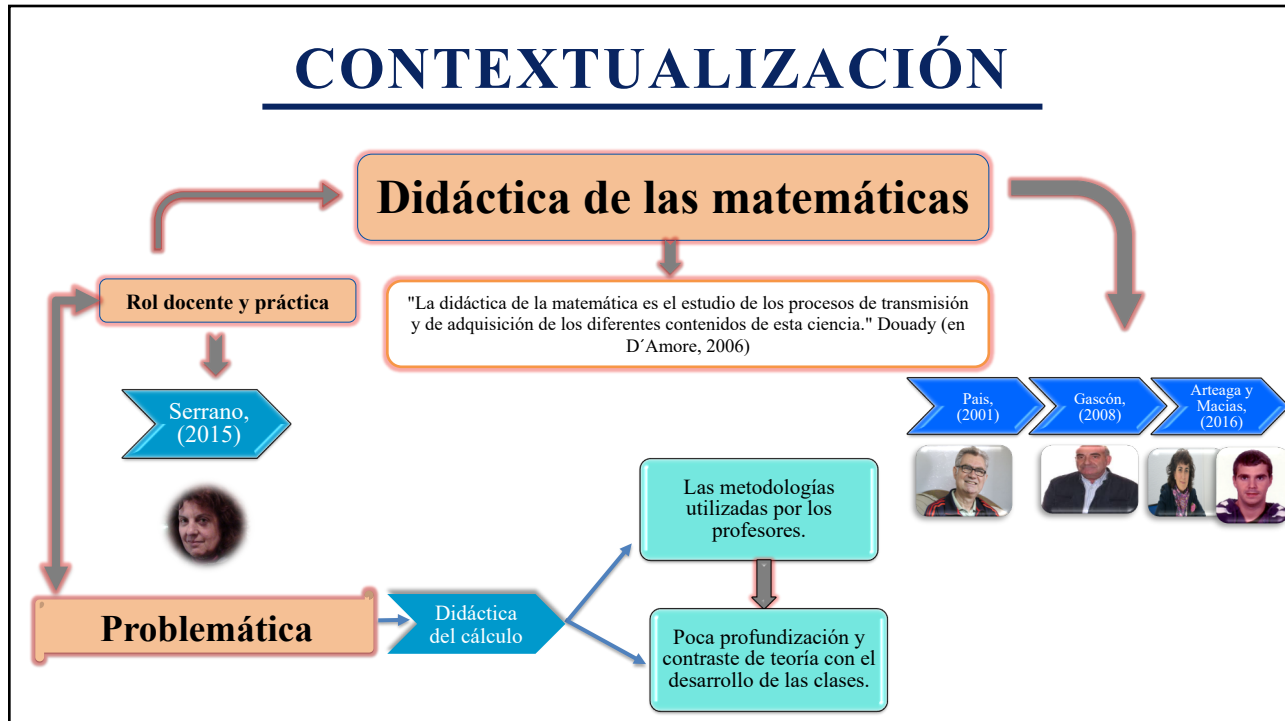 CONTEXTUALIZACIÓN
Didáctica de las matemáticas
Rol docente y práctica
"La didáctica de la matemática es el estudio de los procesos de transmisión
y de adquisición de los diferentes contenidos de esta ciencia." Douady (en
D´Amore, 2006)
Serrano,
(2015)
Pais,
(2001)
Gascón,
(2008)
Arteaga y
Macias,
(2016)
Las metodologías
utilizadas por los
profesores.
Problemática
Didáctica
del cálculo
Poca profundización y
contraste de teoría con el
desarrollo de las clases.